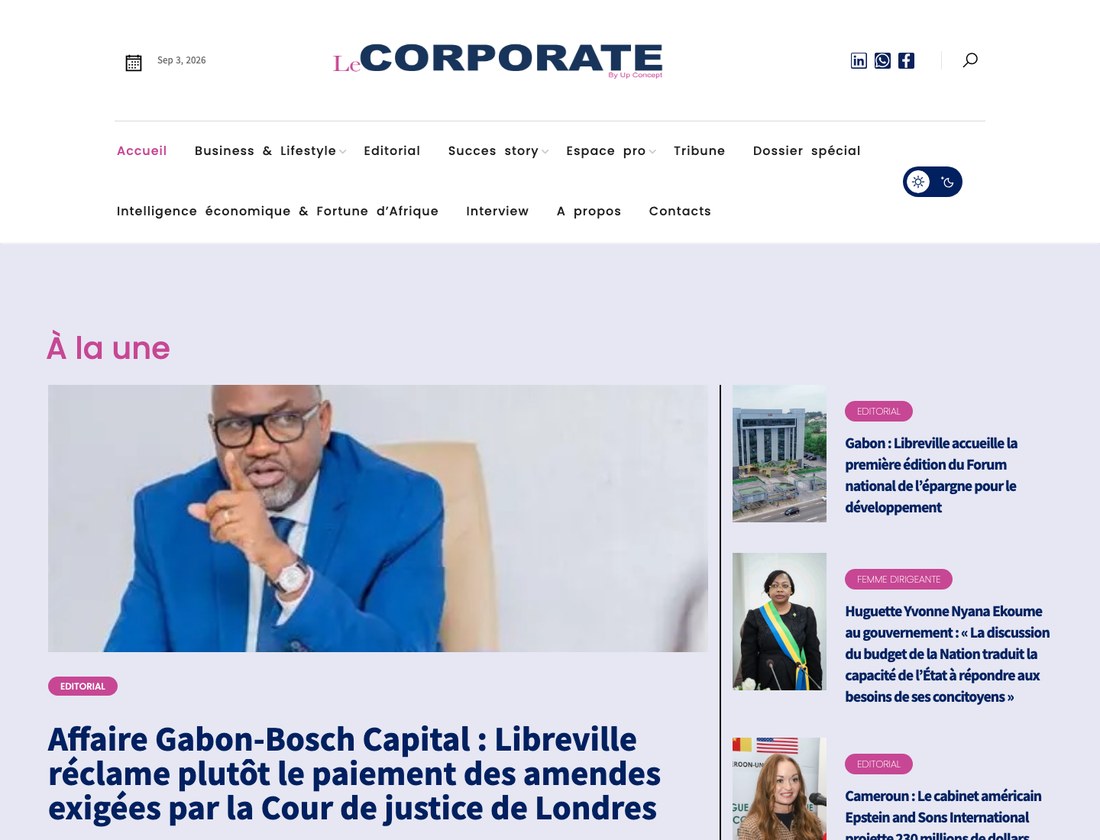 Sep 3, 2026
LeCORPORATE
By Up Concept
Accueil Business & Lifestyle Editorial Succes story Espace pro Tribune Dossier spécial
Intelligence économique & Fortune d’Afrique Interview A propos Contacts
À la une
EDITORIAL
Affaire Gabon-Bosch Capital : Libreville
réclame plutôt le paiement des amendes
exigées par la Cour de justice de Londres
EDITORIAL
Gabon : Libreville accueille la
première édition du Forum
national de l’épargne pour le
développement
FEMME DIRIGEANTE
Huguette Yvonne Nyana Ekoume
au gouvernement : « La discussion
du budget de la Nation traduit la
capacité de l’État à répondre aux
besoins de ses concitoyens »
EDITORIAL
Cameroun : Le cabinet américain
Epstein and Sons International
projette 230 millions de dollars